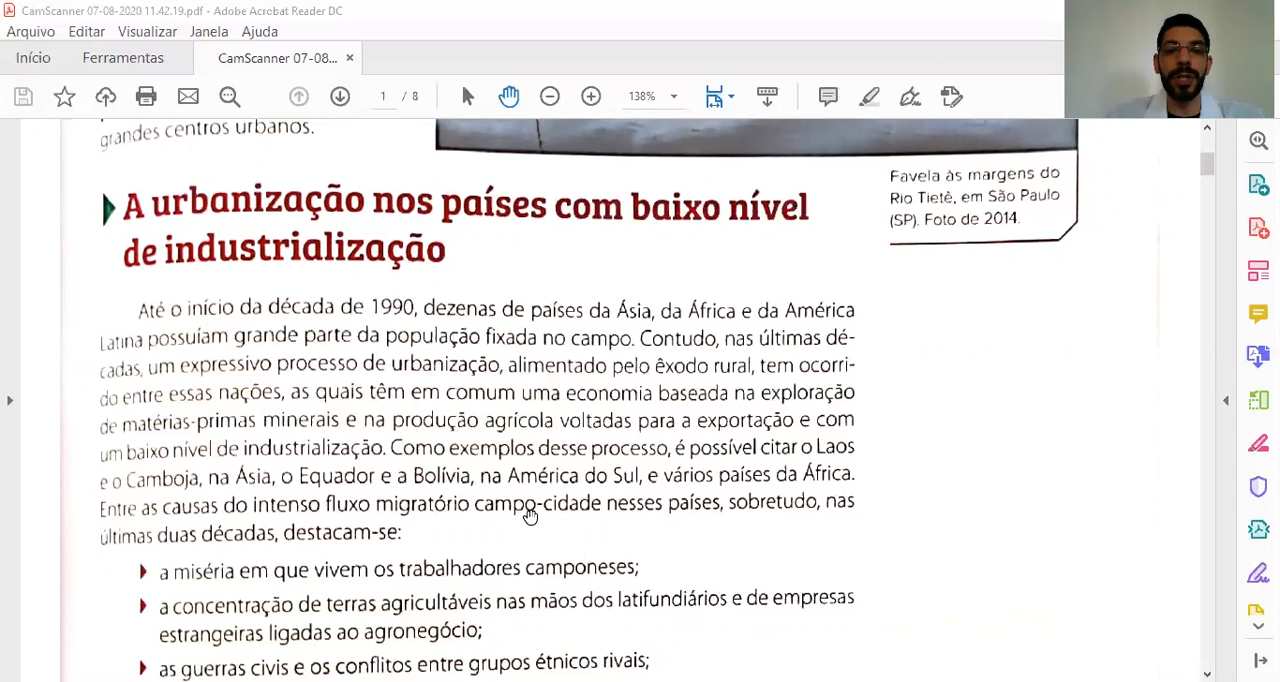 CamScanner 07-08-2020 11.42.19.pdf - Adobe Acrobat Reader DC
Arquivo Editar Visualizar Janela Ajuda
Início Ferramentas CamScanner 07-08... ×
1 / 8 138%
grandes centros urbanos.
Favela às margens do
Rio Tietê, em São Paulo
(SP). Foto de 2014.
A urbanização nos países com baixo nível
de industrialização
Até o início da década de 1990, dezenas de países da Ásia, da África e da América
Latina possuíam grande parte da população fixada no campo. Contudo, nas últimas dé-
cadas, um expressivo processo de urbanização, alimentado pelo êxodo rural, tem ocorri-
do entre essas nações, as quais têm em comum uma economia baseada na exploração
de matérias-primas minerais e na produção agrícola voltadas para a exportação e com
um baixo nível de industrialização. Como exemplos desse processo, é possível citar o Laos
e o Camboja, na Ásia, o Equador e a Bolívia, na América do Sul, e vários países da África.
Entre as causas do intenso fluxo migratório campo-cidade nesses países, sobretudo, nas
últimas duas décadas, destacam-se:
a miséria em que vivem os trabalhadores camponeses;
a concentração de terras agricultáveis nas mãos dos latifundiários e de empresas
estrangeiras ligadas ao agronegócio;
as guerras civis e os conflitos entre grupos étnicos rivais;